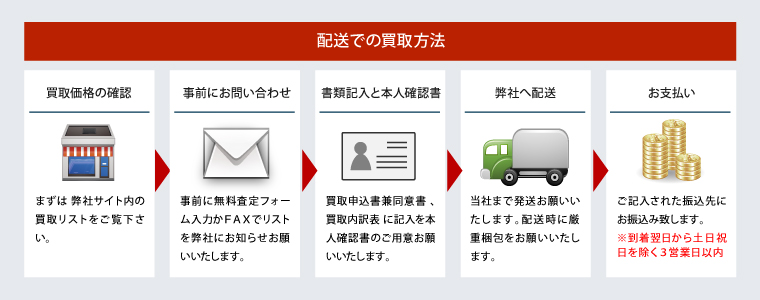 配送での買取方法
買取価格の確認
まずは 弊社サイト内の
買取リストをご覧下さ
い。
事前にお問い合わせ
事前に無料査定フォー
ム入力かFAXでリスト
を弊社にお知らせお願
いいたします。
書類記入と本人確認書
買取申込書兼同意書 、
買取内訳表 に記入を本
人確認書のご用意お願
いいたします。
弊社へ配送
当社まで発送お願いい
たします。配送時に厳
重梱包をお願いいたし
ます。
お支払い
ご記入された振込先に
お振込み致します。
※到着翌日から土日祝
日を除く3営業日以内